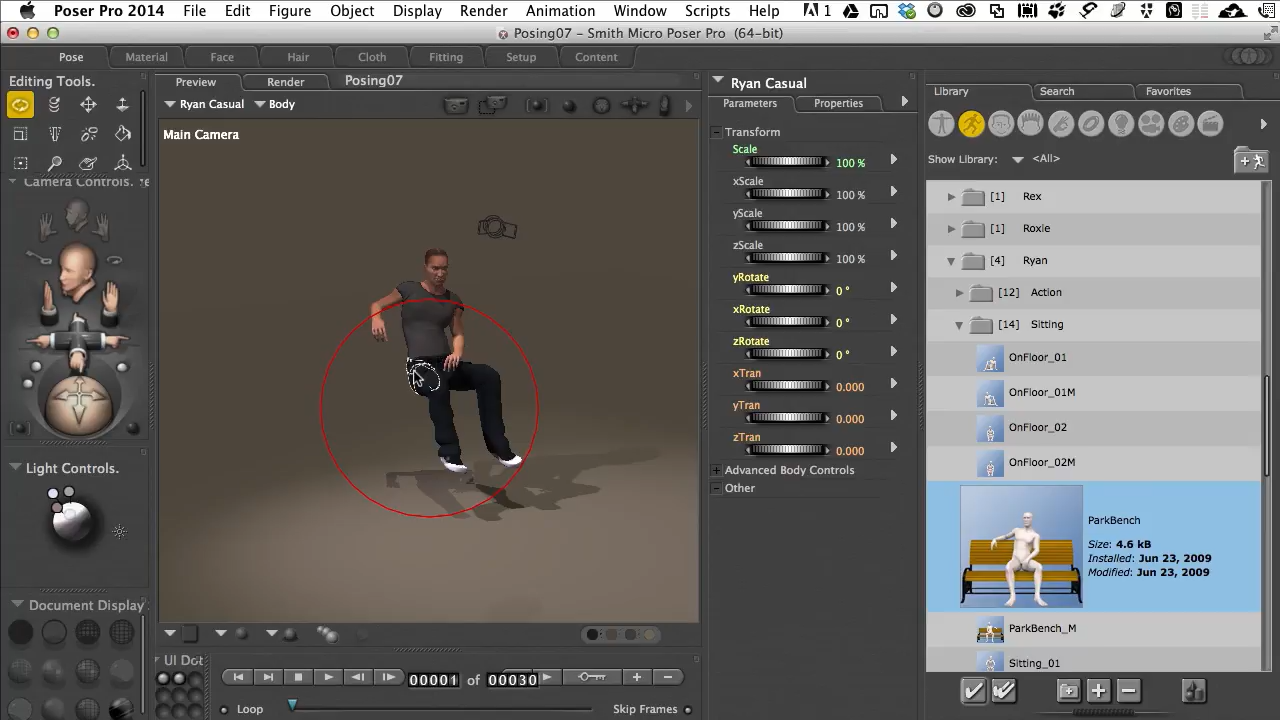 Poser Pro 2014 File Edit Figure Object Display Render Animation Window Scripts Help 1
Posing07 - Smith Micro Poser Pro (64-bit)
Pose Material Face Hair Cloth Fitting Setup Content
Editing Tools.
Preview Render Posing07
Ryan Casual Body
Main Camera
Camera Controls.
Light Controls.
Document Display
UI Dot
00001 of 00030
Loop
Skip Frames
Ryan Casual
Parameters Properties
Transform
Scale
100 %
xScale
100 %
yScale
100 %
zScale
100 %
yRotate
0 °
xRotate
0 °
zRotate
0 °
xTran
0.000
yTran
0.000
zTran
0.000
Advanced Body Controls
Other
Library Search Favorites
Show Library: <All>
[1] Rex
[1] Roxie
[4] Ryan
[12] Action
[14] Sitting
OnFloor_01
OnFloor_01M
OnFloor_02
OnFloor_02M
ParkBench
Size: 4.6 kB
Installed: Jun 23, 2009
Modified: Jun 23, 2009
ParkBench_M
Sitting_01